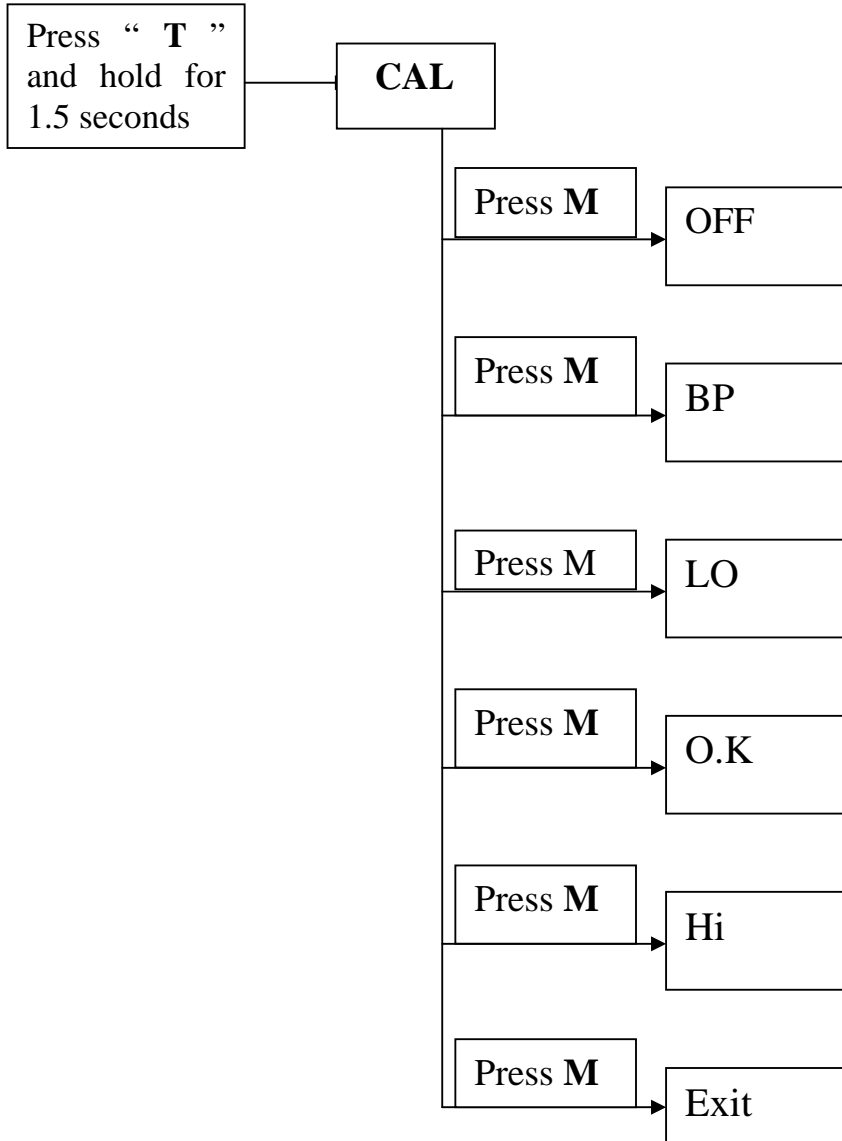 Press “ T ”
and hold for
1.5 seconds
CAL
Press M
OFF
Press M
BP
Press M
LO
Press M
O.K
Press M
Hi
Press M
Exit